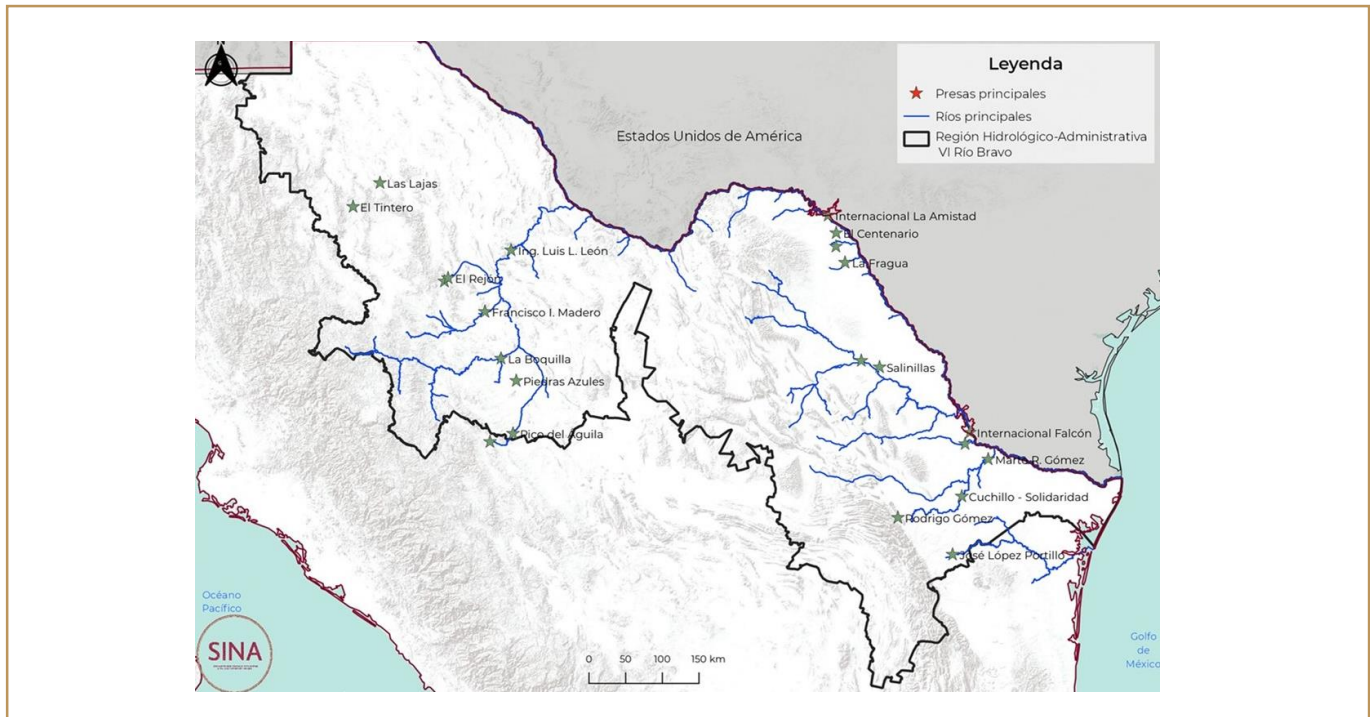 Leyenda
Presas principales
Ríos principales
Región Hidrológico-Administrativa
VI Río Bravo
Estados Unidos de América
Las Lajas
El Tintero
Internacional La Amistad
El Centenario
Ing. Luis L. León
La Fragua
El Rejón
Francisco I. Madero
La Boquilla
Salinillas
Piedras Azules
Pico del Águila
Internacional Falcón
Marte R. Gómez
Cuchillo - Solidaridad
Rodrigo Gómez
José López Portillo
Océano
Pacífico
SINA
0 50 100 150 km
Golfo
de
México